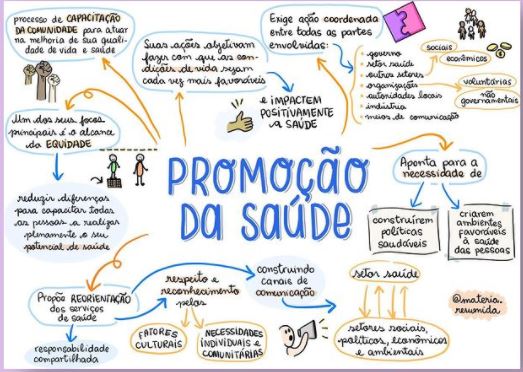 processo de CAPACITAÇÃO
DA COMUNIDADE para atuar
na melhoria de sua quali-
dade de vida e saúde
Suas ações objetivam
fazer com que as con-
dições de vida sejam
cada vez mais favoráveis
e IMPACTEM
POSITIVAMENTE
A SAÚDE
Exige ação coordenada
entre todas as partes
envolvidas:
• governo
• setor saúde
• outros setores
• organizações
• autoridades locais
• indústria
• meios de comunicação
sociais
econômicos
voluntárias
não
governamentais
Um dos seus focos
principais é o alcance
da EQUIDADE
reduzir diferenças
para capacitar todas
as pessoas a realizar
plenamente o seu
potencial de saúde
PROMOÇÃO
DA SAÚDE
Aponta para a
necessidade de
construírem
políticas
saudáveis
criarem
ambientes
favoráveis
à saúde
das pessoas
Propõe REORIENTAÇÃO
dos serviços
de saúde
responsabilidade
compartilhada
respeito e
reconhecimento
pelas
FATORES
CULTURAIS
NECESSIDADES
INDIVIDUAIS E
COMUNITÁRIAS
construindo
canais de
comunicação
setor saúde
setores sociais,
políticos, econômicos
e ambientais
@materia.
resumida